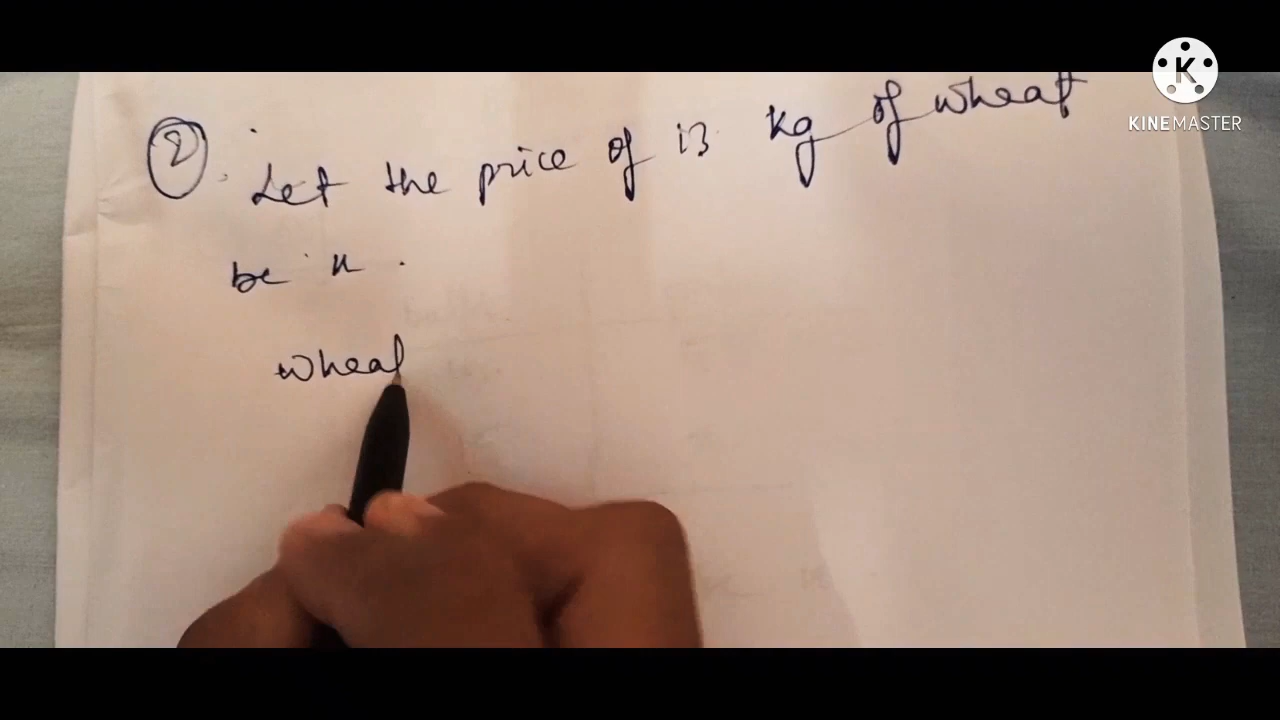 ② Let the price of 13 kg of wheat
be x.
wheat
K
KINEMASTER